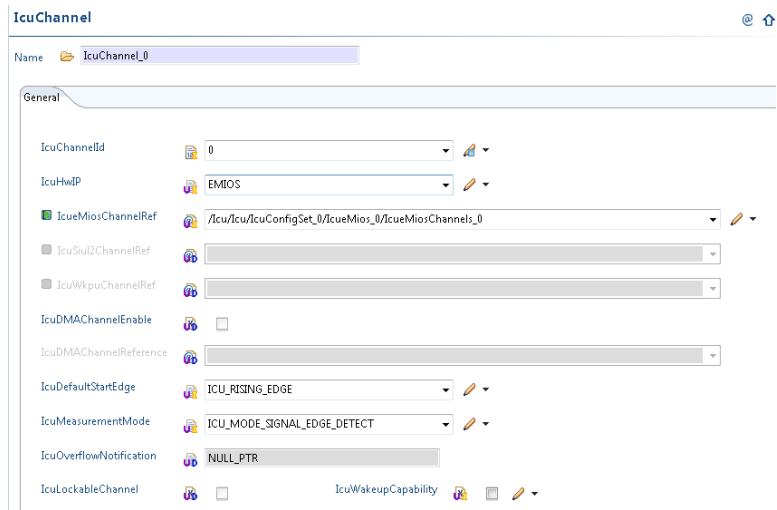 IcuChannel
Name IcuChannel_0
General
IcuChannelId 0
IcuHwIP EMIOS
IcueMiosChannelRef /Icu/Icu/IcuConfigSet_0/IcueMios_0/IcueMiosChannels_0
IcuSiul2ChannelRef
IcuWkpuChannelRef
IcuDMAChannelEnable
IcuDMAChannelReference
IcuDefaultStartEdge ICU_RISING_EDGE
IcuMeasurementMode ICU_MODE_SIGNAL_EDGE_DETECT
IcuOverflowNotification NULL_PTR
IcuLockableChannel IcuWakeupCapability